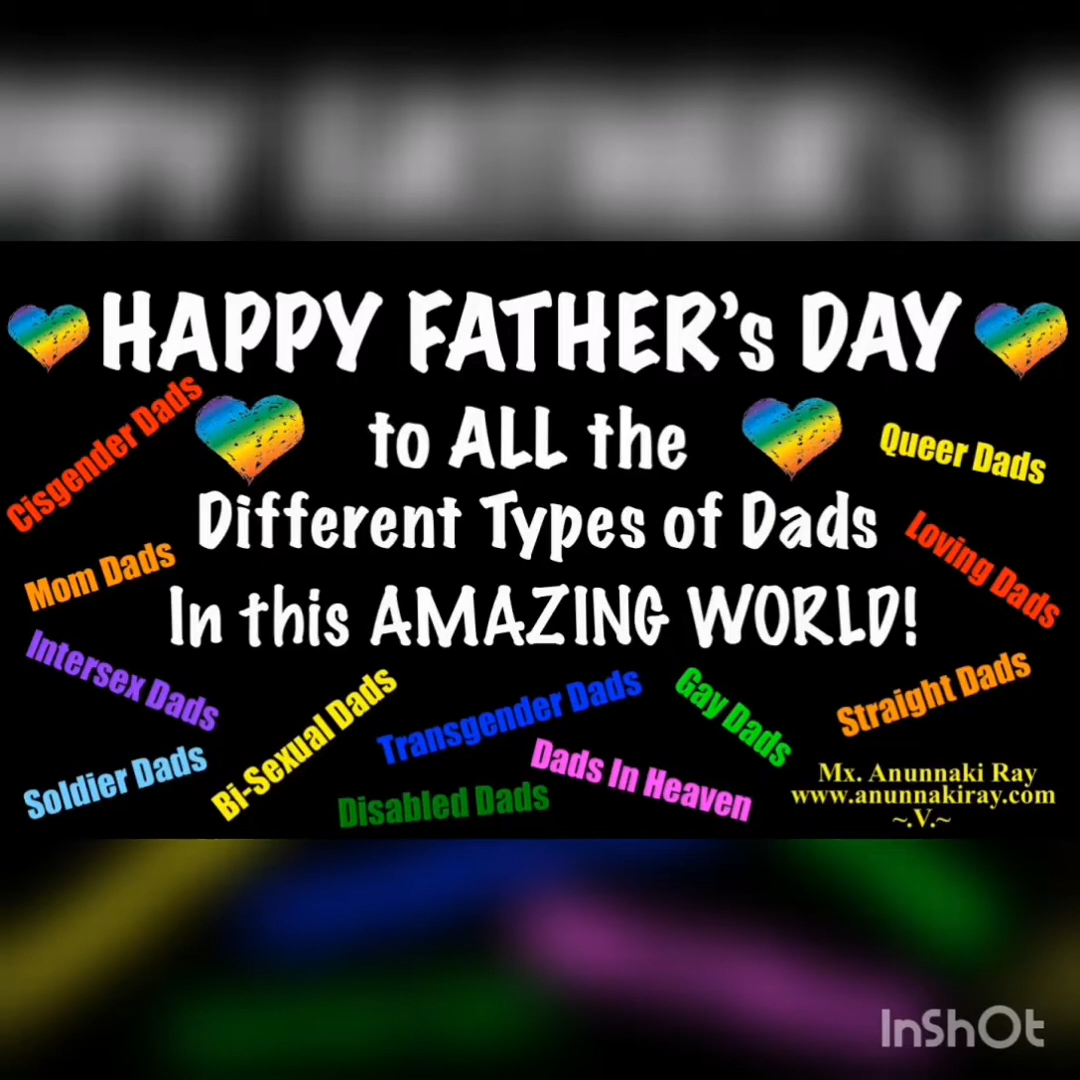 HAPPY FATHER's DAY
to ALL the
Different Types of Dads
In this AMAZING WORLD!
Cisgender Dads
Queer Dads
Mom Dads
Loving Dads
Intersex Dads
Bi-Sexual Dads
Transgender Dads
Gay Dads
Straight Dads
Soldier Dads
Disabled Dads
Dads In Heaven
Mx. Anunnaki Ray
www.anunnakiray.com
~.V.~
InShOt